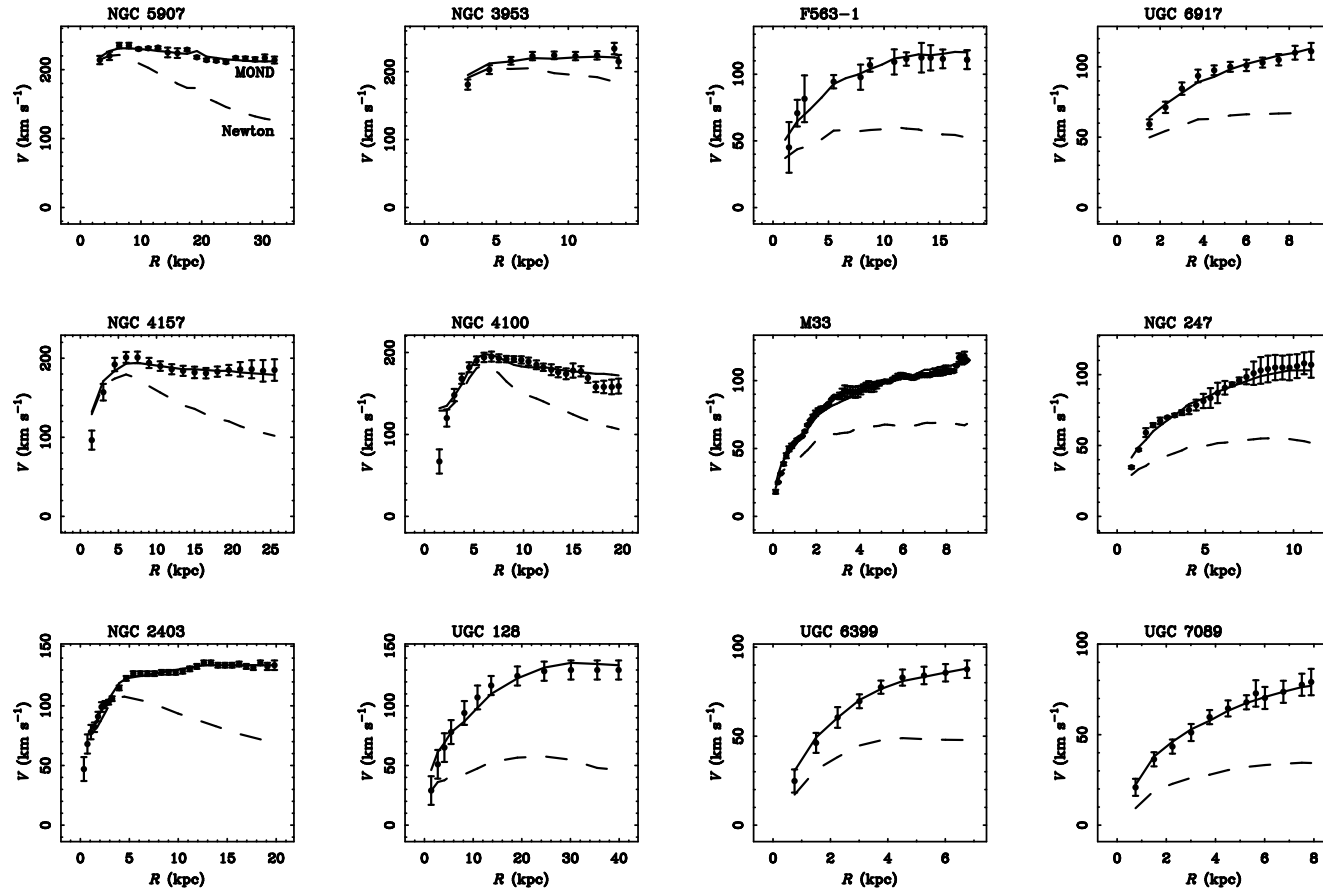 NGC 5907
V (km s⁻¹)
200
100
0
MOND
Newton
0 10 20 30
R (kpc)
NGC 3953
V (km s⁻¹)
200
100
0
0 5 10
R (kpc)
F563-1
V (km s⁻¹)
100
50
0
0 5 10 15
R (kpc)
UGC 6917
V (km s⁻¹)
100
50
0
0 2 4 6 8
R (kpc)
NGC 4157
V (km s⁻¹)
200
100
0
0 5 10 15 20 25
R (kpc)
NGC 4100
V (km s⁻¹)
200
100
0
0 5 10 15 20
R (kpc)
M33
V (km s⁻¹)
100
50
0
0 2 4 6 8
R (kpc)
NGC 247
V (km s⁻¹)
100
50
0
0 5 10
R (kpc)
NGC 2403
V (km s⁻¹)
150
100
50
0
0 5 10 15 20
R (kpc)
UGC 128
V (km s⁻¹)
150
100
50
0
0 10 20 30 40
R (kpc)
UGC 6399
V (km s⁻¹)
100
50
0
0 2 4 6
R (kpc)
UGC 7089
V (km s⁻¹)
100
50
0
0 2 4 6 8
R (kpc)